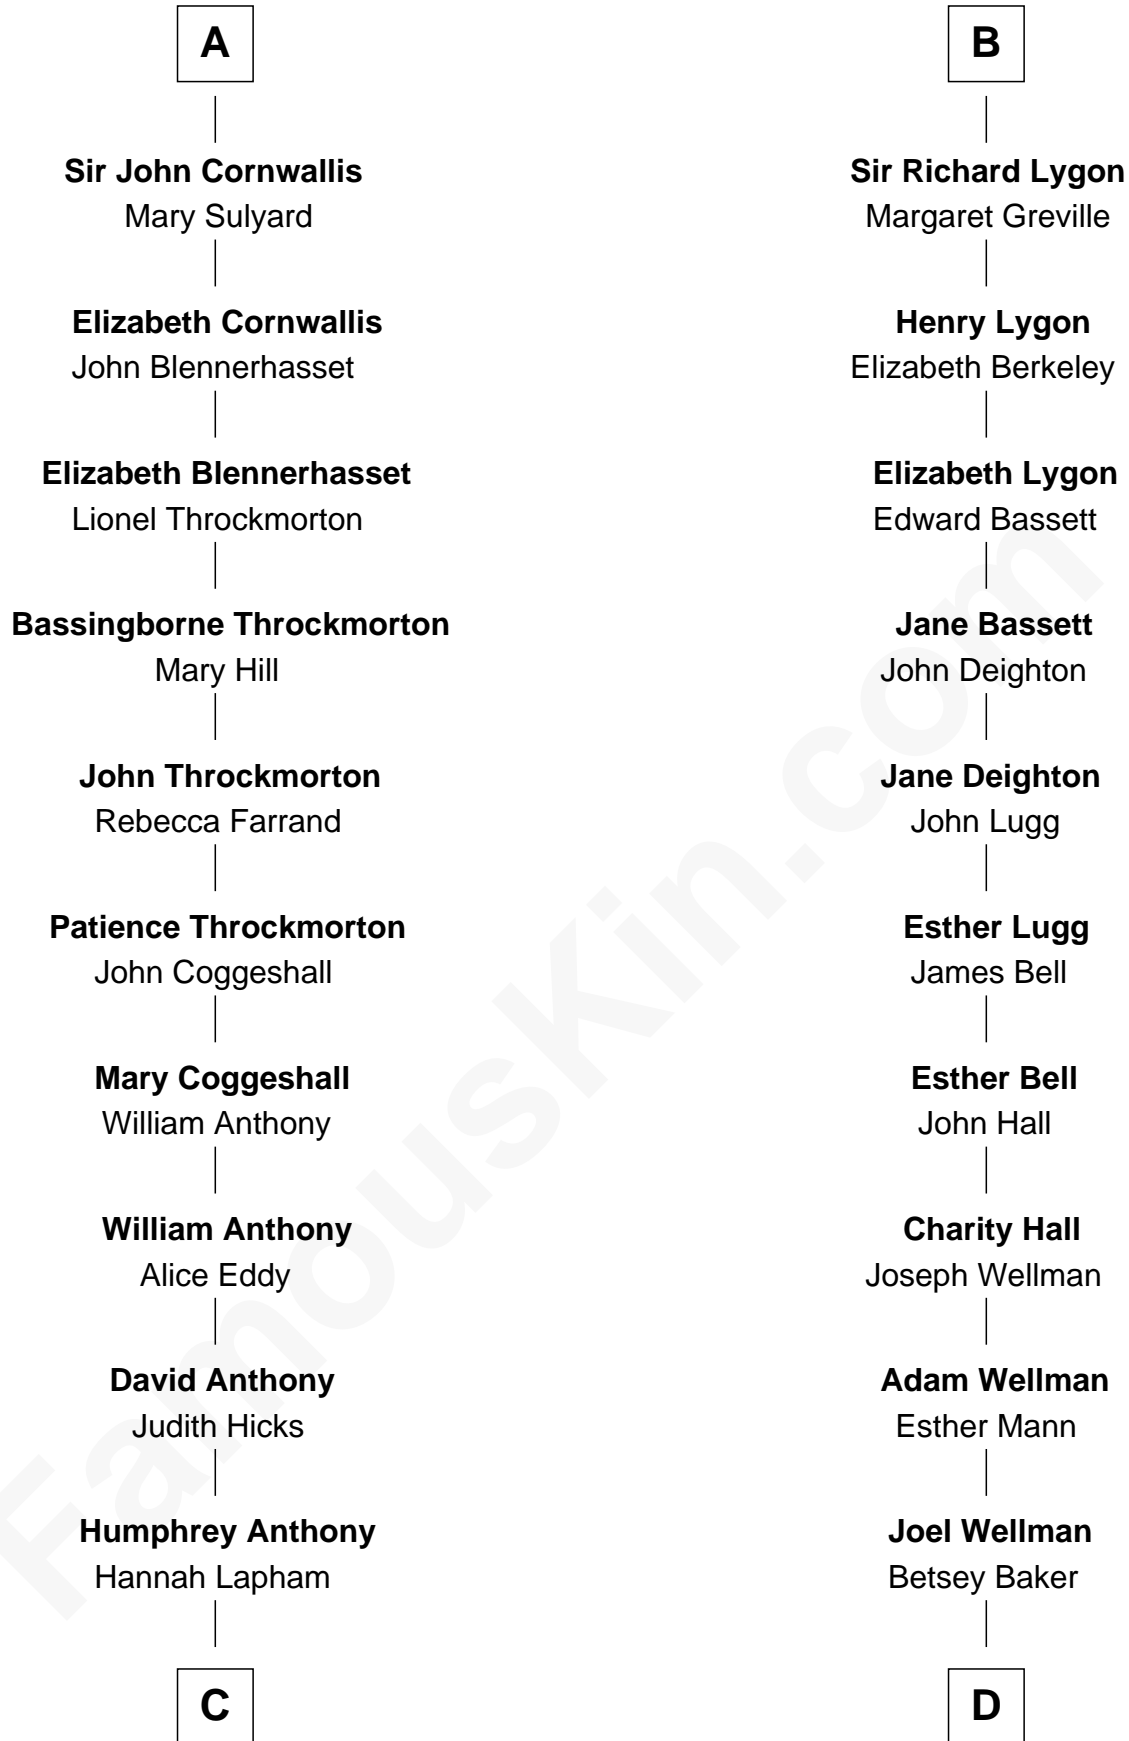 A
Sir John Cornwallis
Mary Sulyard
Elizabeth Cornwallis
John Blennerhasset
Elizabeth Blennerhasset
Lionel Throckmorton
Bassingborne Throckmorton
Mary Hill
John Throckmorton
Rebecca Farrand
Patience Throckmorton
John Coggeshall
Mary Coggeshall
William Anthony
William Anthony
Alice Eddy
David Anthony
Judith Hicks
Humphrey Anthony
Hannah Lapham
C
B
Sir Richard Lygon
Margaret Greville
Henry Lygon
Elizabeth Berkeley
Elizabeth Lygon
Edward Bassett
Jane Bassett
John Deighton
Jane Deighton
John Lugg
Esther Lugg
James Bell
Esther Bell
John Hall
Charity Hall
Joseph Wellman
Adam Wellman
Esther Mann
Joel Wellman
Betsey Baker
D
FamousKin.com